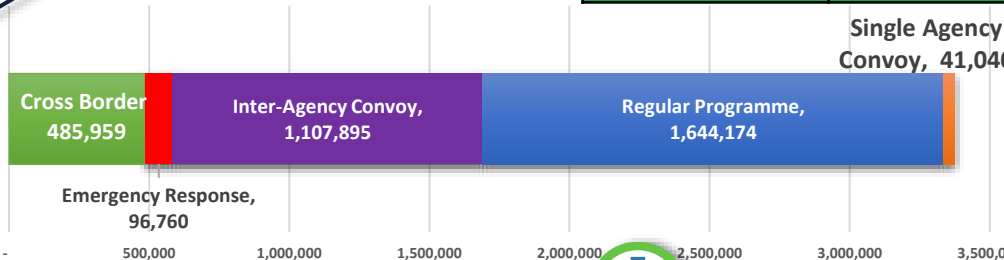 Single Agency
Convoy, 41,040
Cross Border
485,959
Inter-Agency Convoy,
1,107,895
Regular Programme,
1,644,174
Emergency Response,
96,760
-
500,000
1,000,000
1,500,000
2,000,000
2,500,000
3,000,000